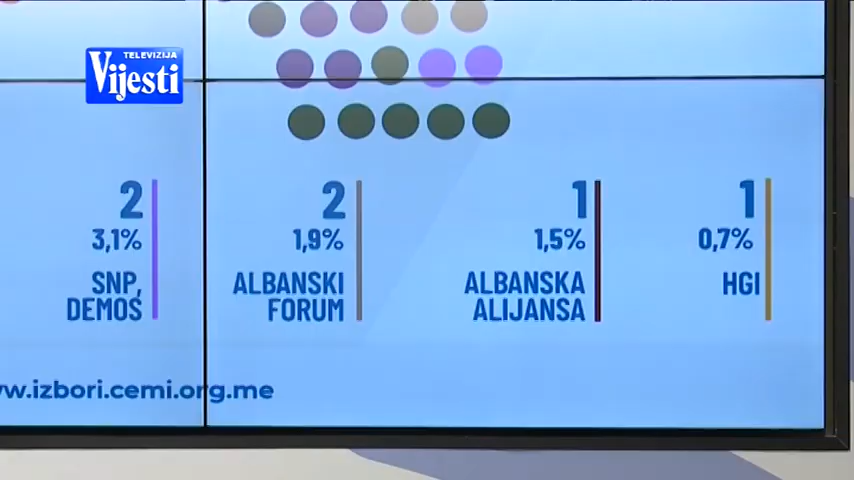 TELEVIZIJA
Vijesti
2
3,1%
SNP,
DEMOS
2
1,9%
ALBANSKI
FORUM
1
1,5%
ALBANSKA
ALIJANSA
1
0,7%
HGI
w.izbori.cemi.org.me